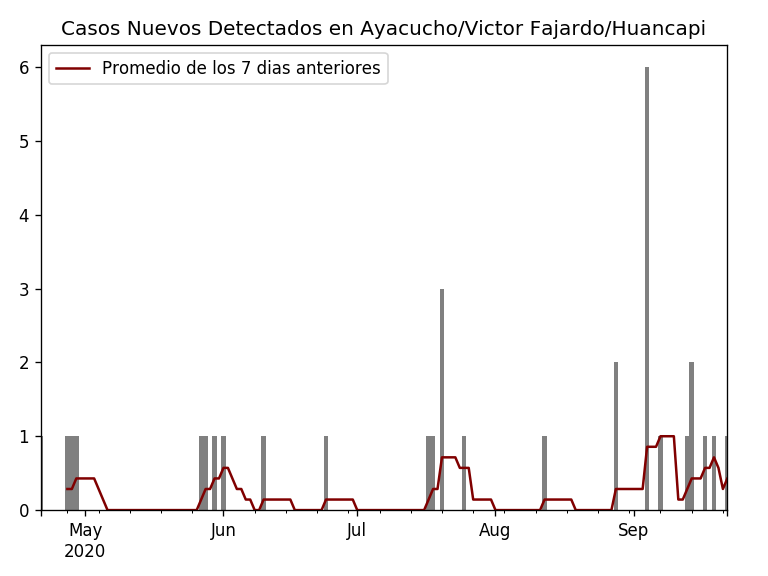 Casos Nuevos Detectados en Ayacucho/Victor Fajardo/Huancapi
Promedio de los 7 dias anteriores
6
5
4
3
2
1
0
May Jun Jul Aug Sep
2020